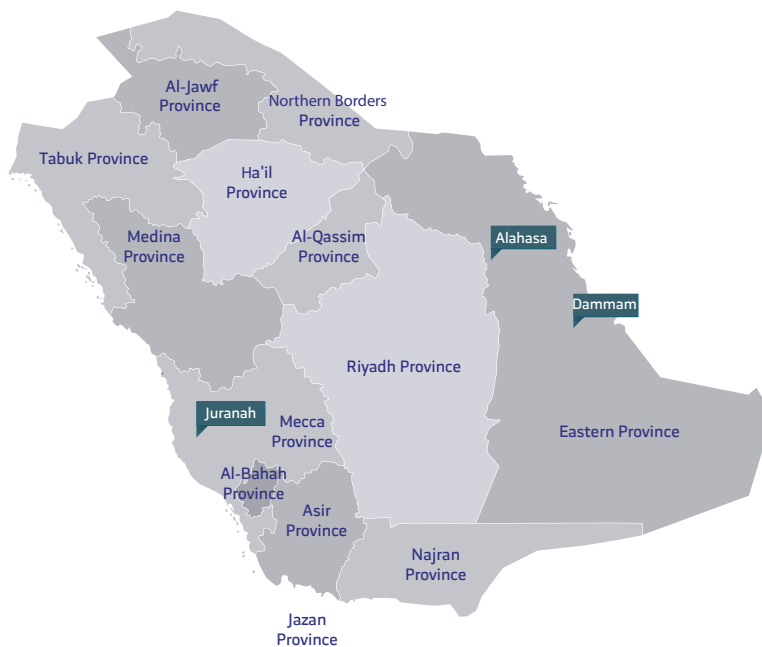 Al-Jawf
Province
Northern Borders
Province
Tabuk Province
Ha'il
Province
Medina
Province
Al-Qassim
Province
Alahasa
Dammam
Riyadh Province
Juranah
Mecca
Province
Eastern Province
Al-Bahah
Province
Asir
Province
Najran
Province
Jazan
Province